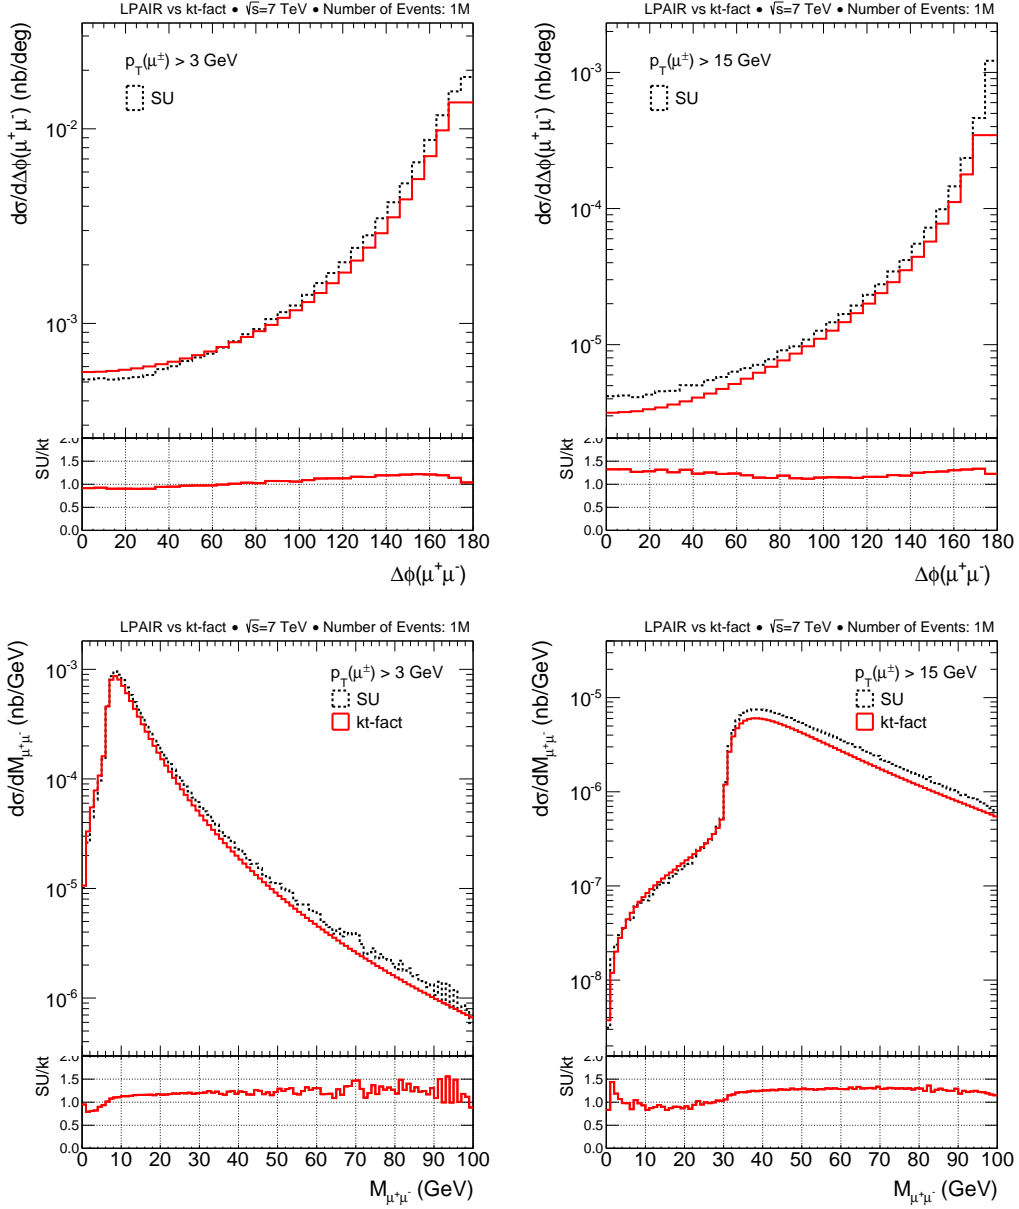 LPAIR vs kt-fact • √s=7 TeV • Number of Events: 1M
dσ/dΔϕ(μ⁺μ⁻) (nb/deg)
p_T(μ^±) > 3 GeV
SU
10⁻²
10⁻³
SU/kt
2.0
1.5
1.0
0.5
0.0
0 20 40 60 80 100 120 140 160 180
Δϕ(μ⁺μ⁻)
LPAIR vs kt-fact • √s=7 TeV • Number of Events: 1M
dσ/dΔϕ(μ⁺μ⁻) (nb/deg)
p_T(μ^±) > 15 GeV
SU
10⁻³
10⁻⁴
10⁻⁵
SU/kt
2.0
1.5
1.0
0.5
0.0
0 20 40 60 80 100 120 140 160 180
Δϕ(μ⁺μ⁻)
LPAIR vs kt-fact • √s=7 TeV • Number of Events: 1M
dσ/dM_μ⁺μ⁻ (nb/GeV)
p_T(μ^±) > 3 GeV
SU
kt-fact
10⁻³
10⁻⁴
10⁻⁵
10⁻⁶
SU/kt
2.0
1.5
1.0
0.5
0.0
0 10 20 30 40 50 60 70 80 90 100
M_μ⁺μ⁻ (GeV)
LPAIR vs kt-fact • √s=7 TeV • Number of Events: 1M
dσ/dM_μ⁺μ⁻ (nb/GeV)
p_T(μ^±) > 15 GeV
SU
kt-fact
10⁻⁵
10⁻⁶
10⁻⁷
10⁻⁸
SU/kt
2.0
1.5
1.0
0.5
0.0
0 10 20 30 40 50 60 70 80 90 100
M_μ⁺μ⁻ (GeV)